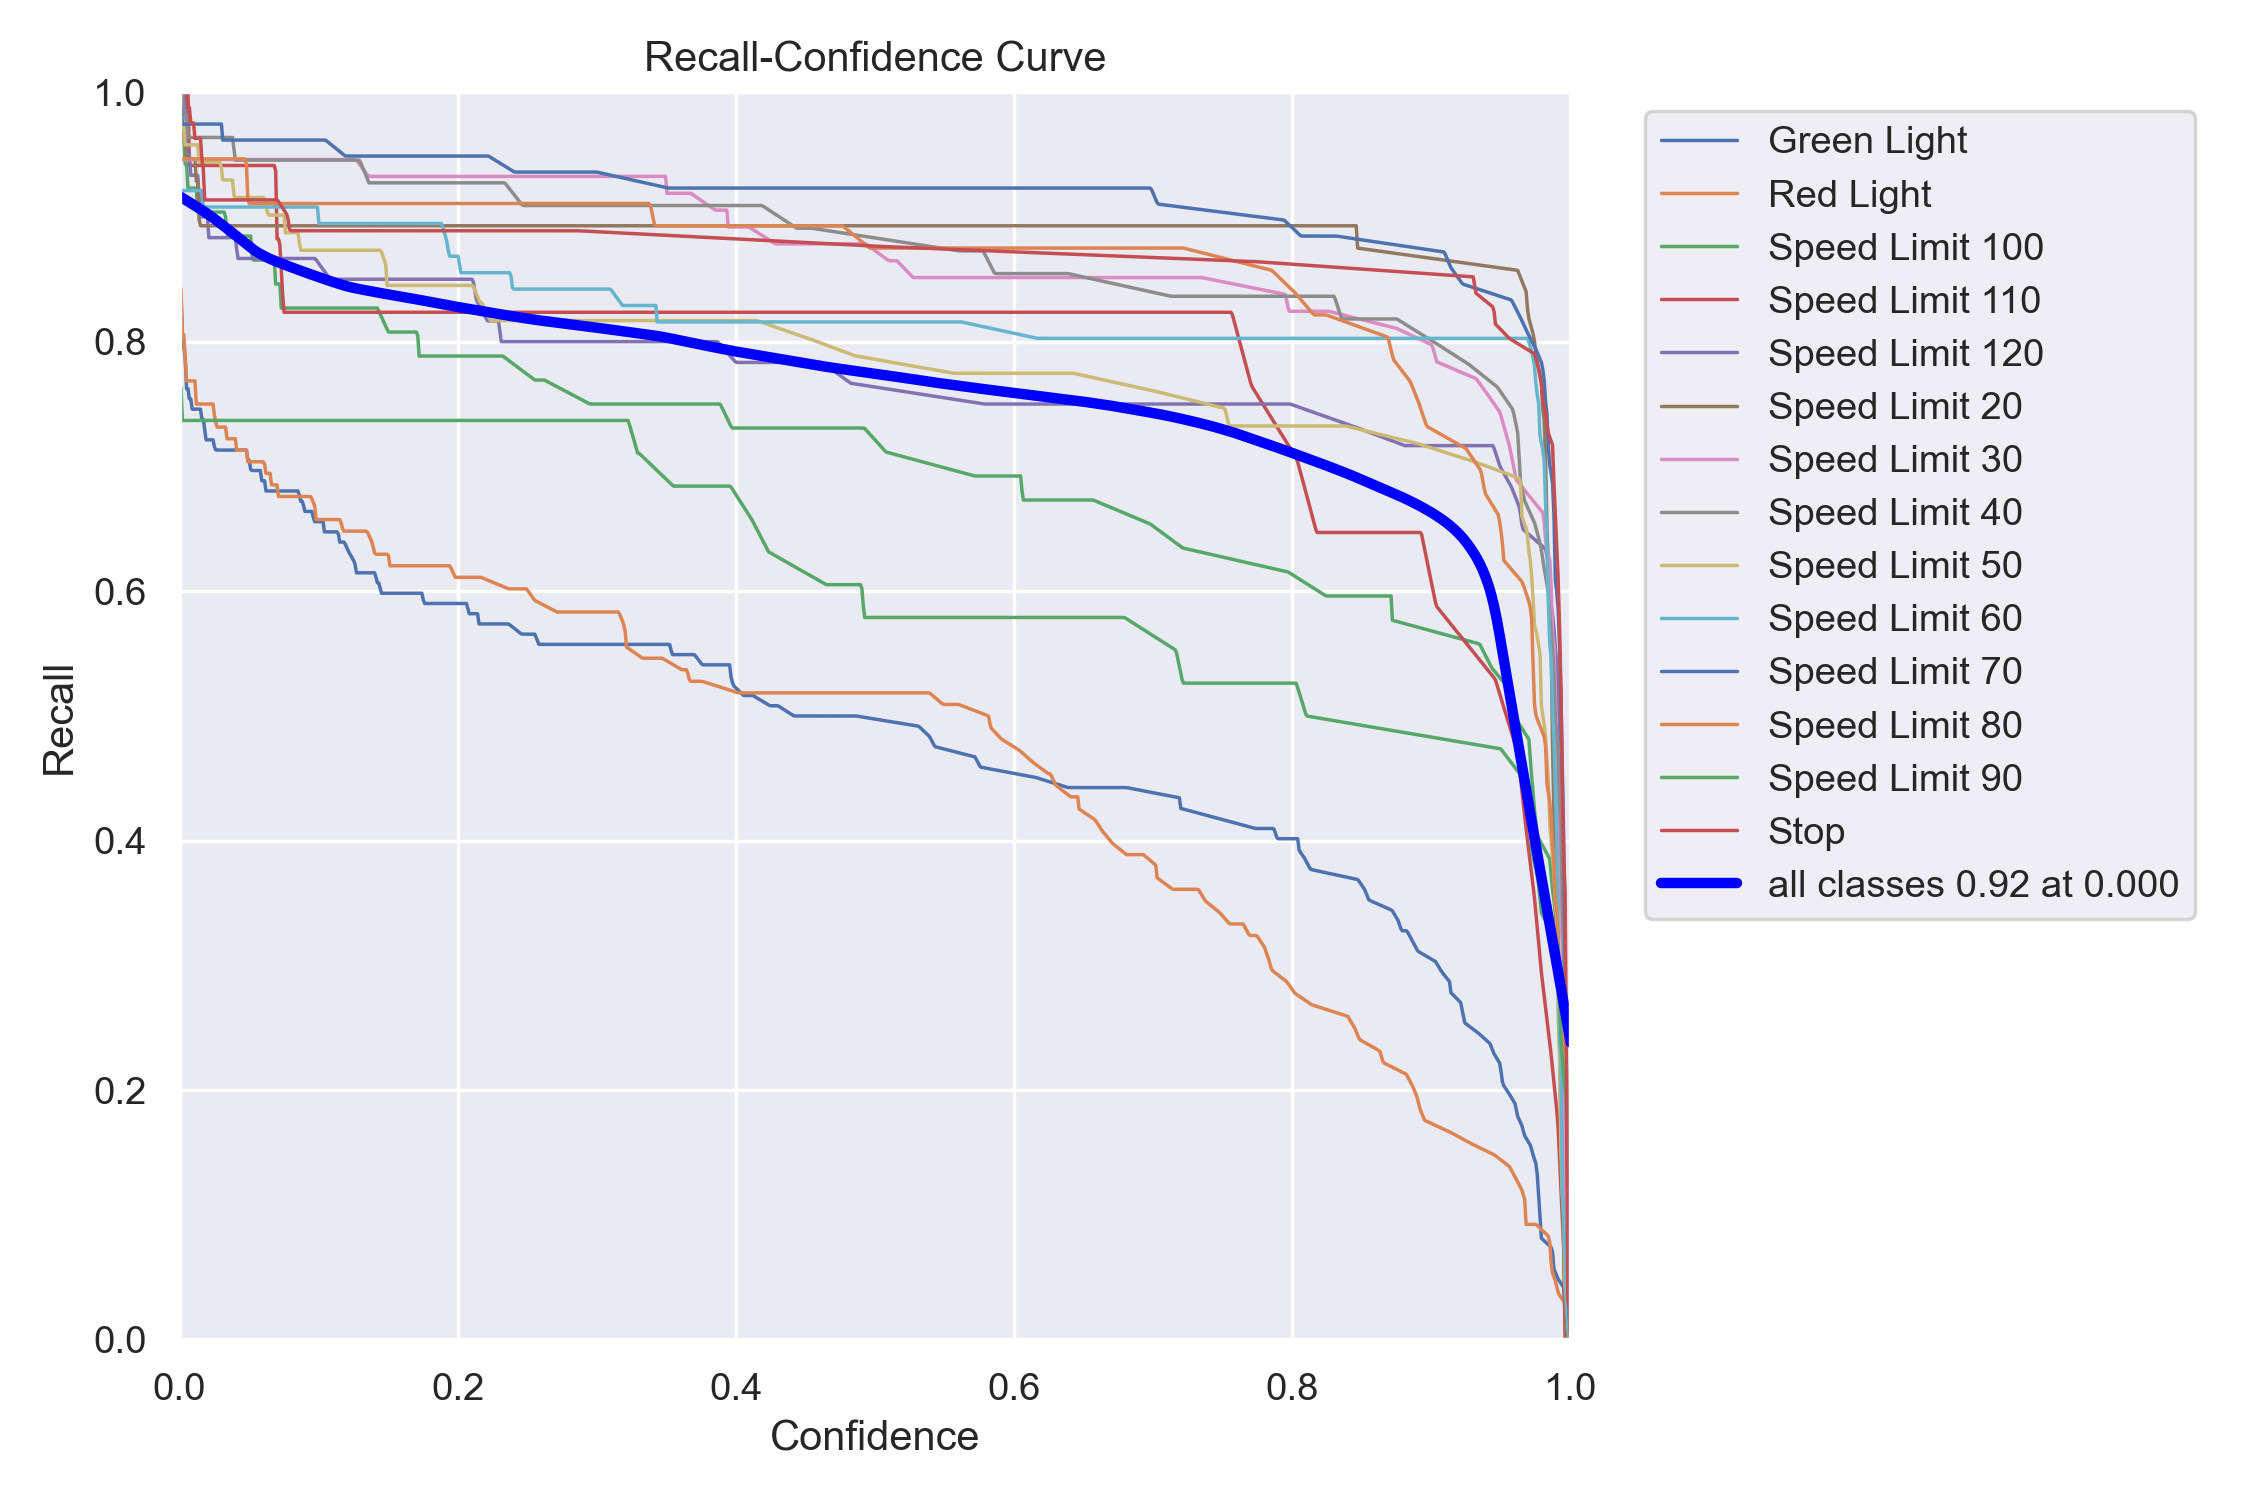 Recall-Confidence Curve
1.0
0.8
0.6
0.4
0.2
0.0
Recall
0.0 0.2 0.4 0.6 0.8 1.0
Confidence
Green Light
Red Light
Speed Limit 100
Speed Limit 110
Speed Limit 120
Speed Limit 20
Speed Limit 30
Speed Limit 40
Speed Limit 50
Speed Limit 60
Speed Limit 70
Speed Limit 80
Speed Limit 90
Stop
all classes 0.92 at 0.000